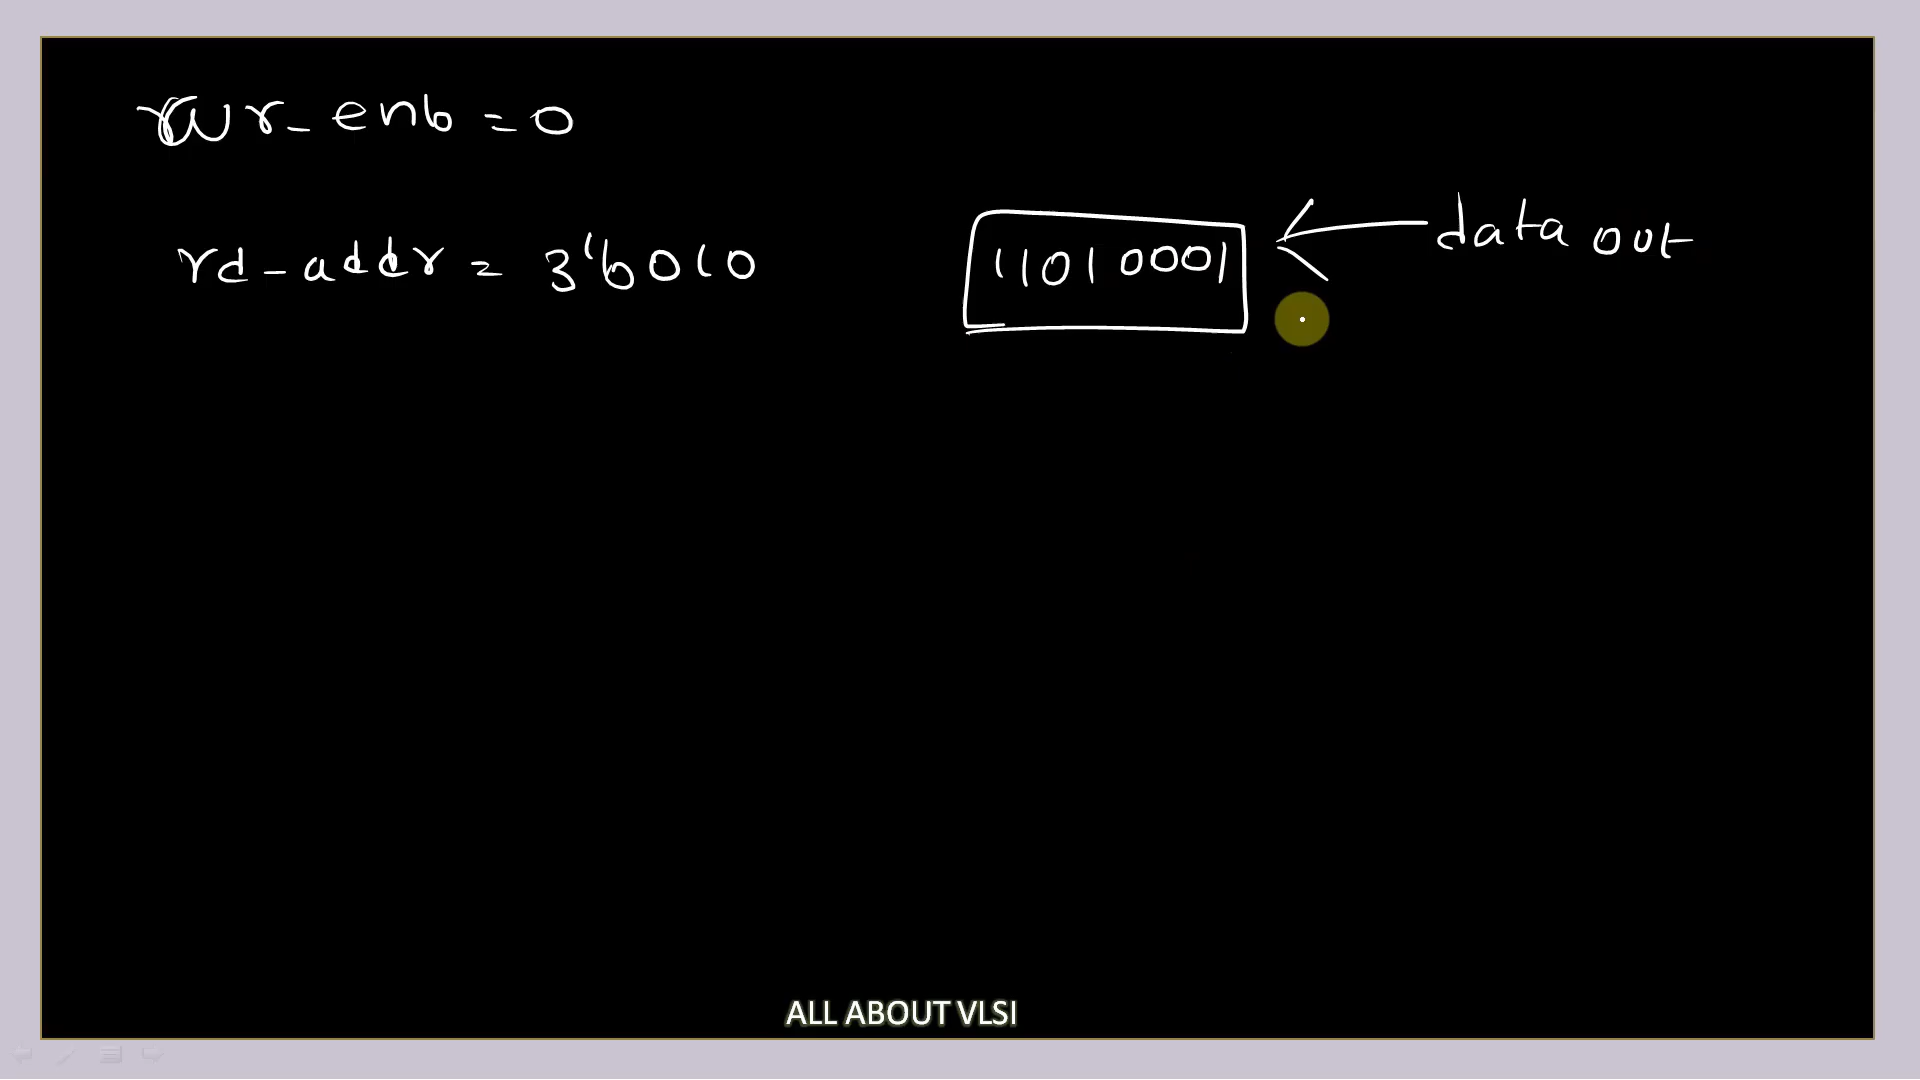 wr_enb = 0
rd_addr = 3'b010
11010001
data out
ALL ABOUT VLSI